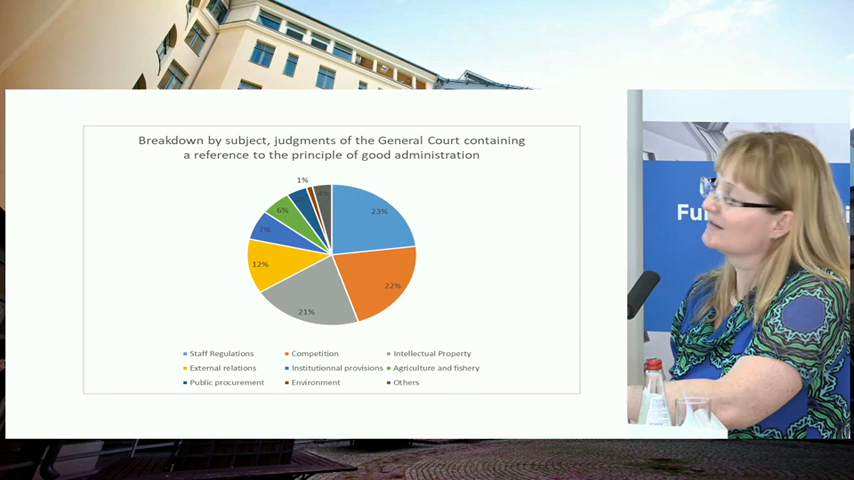 Breakdown by subject, judgments of the General Court containing
a reference to the principle of good administration
1%
6%
7%
12%
21%
22%
23%
Staff Regulations
Competition
Intellectual Property
External relations
Institutionnal provisions
Agriculture and fishery
Public procurement
Environment
Others
Fu